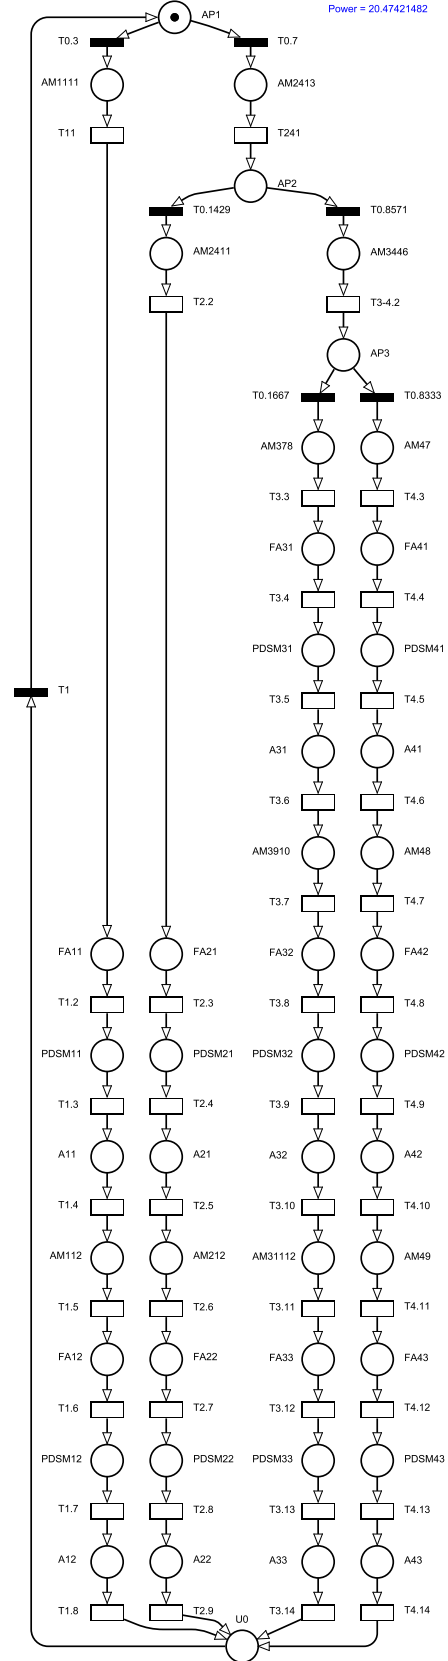 Power = 20.47421482
AP1
T0.3 T0.7
AM1111 AM2413
T11 T241
AP2
T0.1429 T0.8571
AM2411 AM3446
T2.2 T3-4.2
AP3
T0.1667 T0.8333
AM378 AM47
T3.3 T4.3
FA31 FA41
T3.4 T4.4
PDSM31 PDSM41
T1 T3.5 T4.5
A31 A41
T3.6 T4.6
AM3910 AM48
T3.7 T4.7
FA11 FA21 FA32 FA42
T1.2 T2.3 T3.8 T4.8
PDSM11 PDSM21 PDSM32 PDSM42
T1.3 T2.4 T3.9 T4.9
A11 A21 A32 A42
T1.4 T2.5 T3.10 T4.10
AM112 AM212 AM31112 AM49
T1.5 T2.6 T3.11 T4.11
FA12 FA22 FA33 FA43
T1.6 T2.7 T3.12 T4.12
PDSM12 PDSM22 PDSM33 PDSM43
T1.7 T2.8 T3.13 T4.13
A12 A22 A33 A43
T1.8 T2.9 T3.14 T4.14
U0